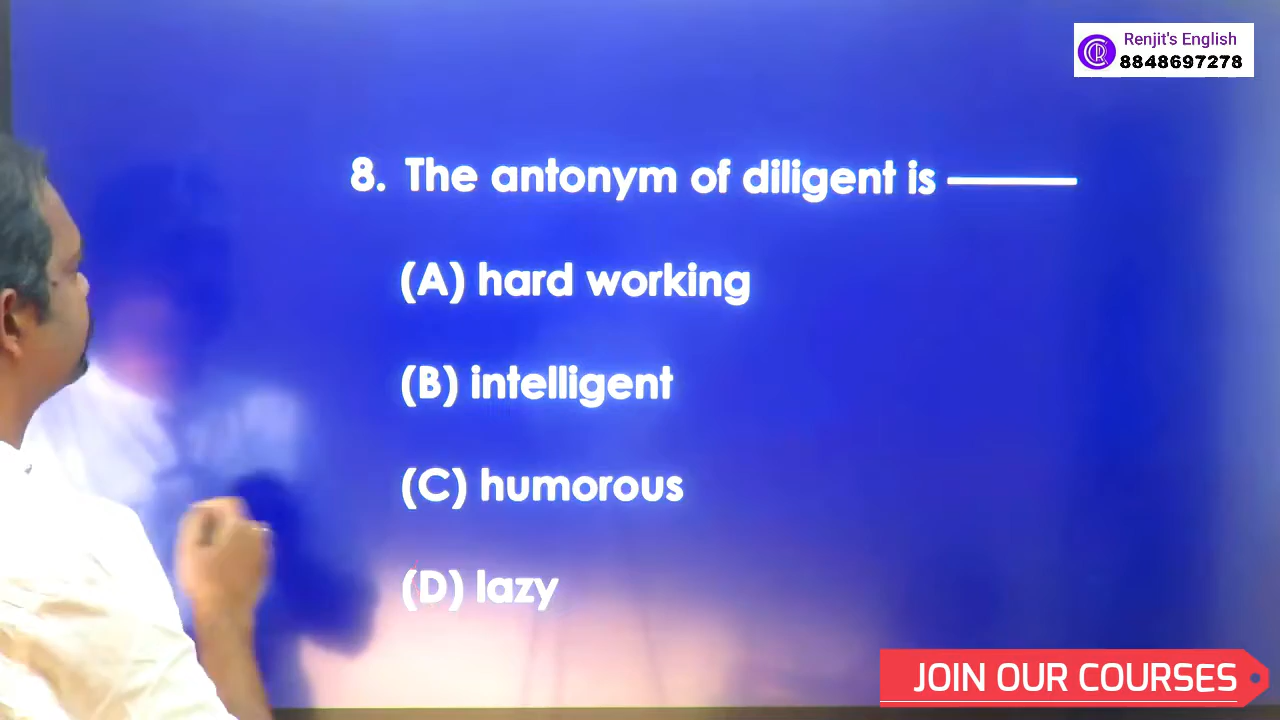 Renjit's English
8848697278
8. The antonym of diligent is ————
(A) hard working
(B) intelligent
(C) humorous
(D) lazy
JOIN OUR COURSES